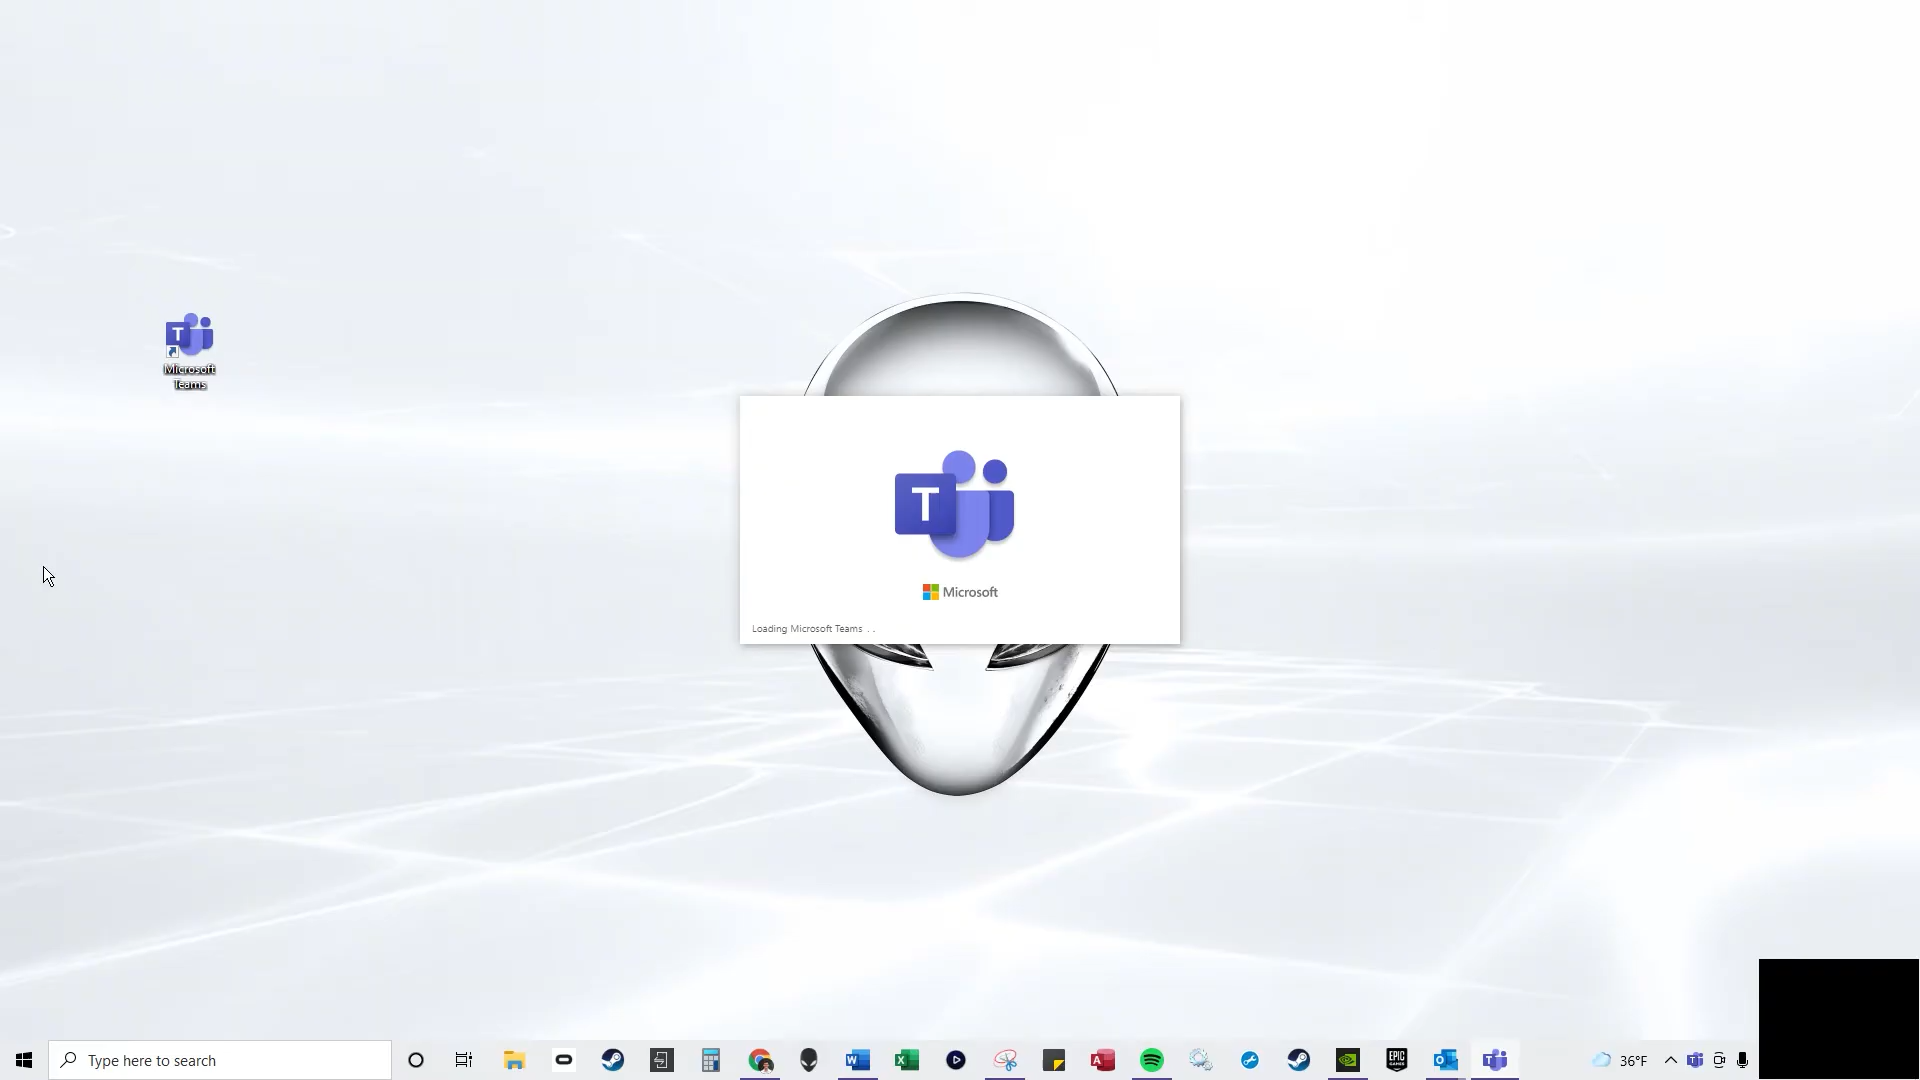 Microsoft
Teams
T
T
Microsoft
Loading Microsoft Teams . .
Type here to search
36°F